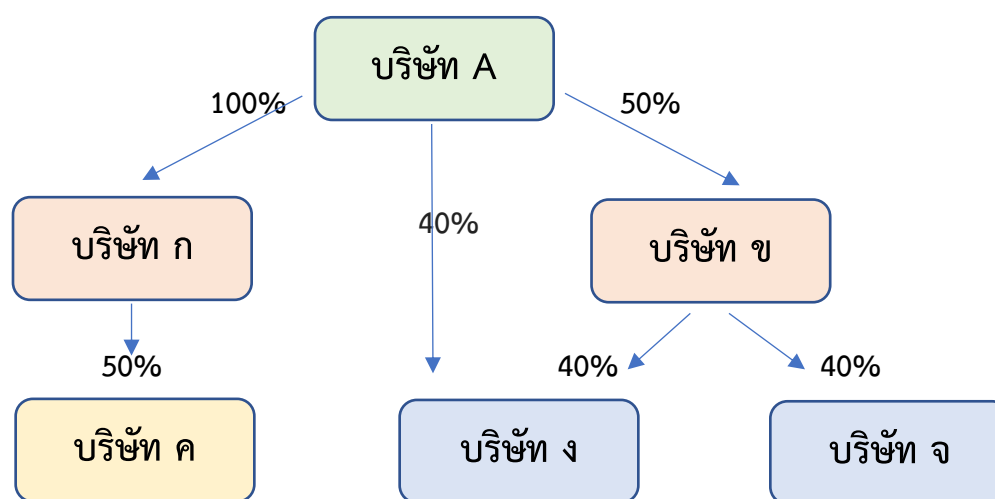 บริษัท A
100%
50%
40%
บริษัท ก
บริษัท ข
50%
40%
40%
บริษัท ค
บริษัท ง
บริษัท จ